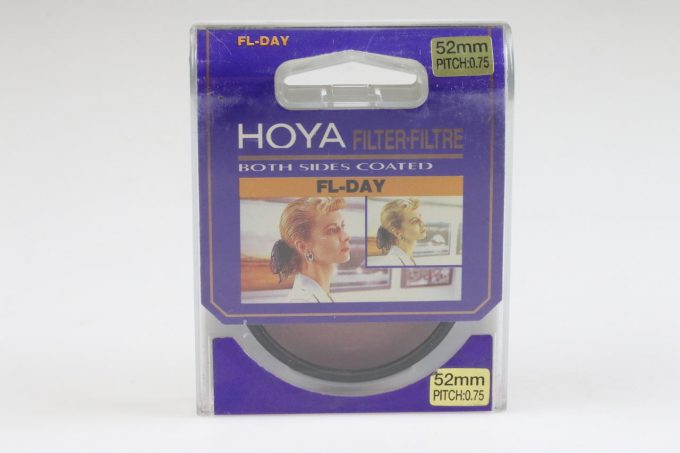 FL-DAY
52mm
PITCH:0.75
HOYA FILTER·FILTRE
BOTH SIDES COATED
FL-DAY
52mm
PITCH:0.75